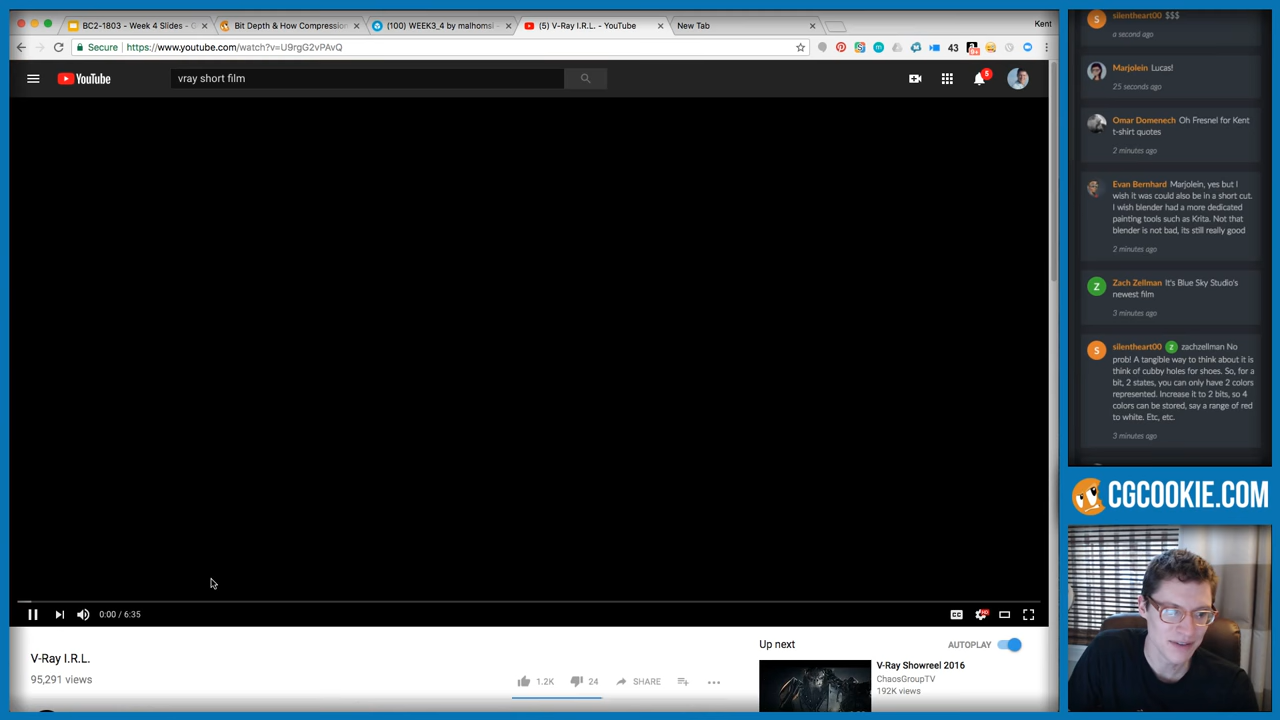 BC2-1803 - Week 4 Slides - G
Bit Depth & How Compression
(100) WEEK3_4 by malhomsi -
(5) V-Ray I.R.L. - YouTube
New Tab
Kent
Secure
https://www.youtube.com/watch?v=U9rgG2vPAvQ
43
YouTube
vray short film
5
0:00 / 6:35
HD
V-Ray I.R.L.
95,291 views
1.2K
24
SHARE
Up next
AUTOPLAY
V-Ray Showreel 2016
ChaosGroupTV
192K views
S
silentheart00 $$$
a second ago
Marjolein Lucas!
25 seconds ago
Omar Domenech Oh Fresnel for Kent
t-shirt quotes
2 minutes ago
Evan Bernhard Marjolein, yes but I
wish it was could also be in a short cut.
I wish blender had a more dedicated
painting tools such as Krita. Not that
blender is not bad, its still really good
2 minutes ago
Z
Zach Zellman It's Blue Sky Studio's
newest film
3 minutes ago
S
silentheart00 Z zachzellman No
prob! A tangible way to think about it is
think of cubby holes for shoes. So, for a
bit, 2 states, you can only have 2 colors
represented. Increase it to 2 bits, so 4
colors can be stored, say a range of red
to white. Etc, etc.
3 minutes ago
CGCOOKIE.COM